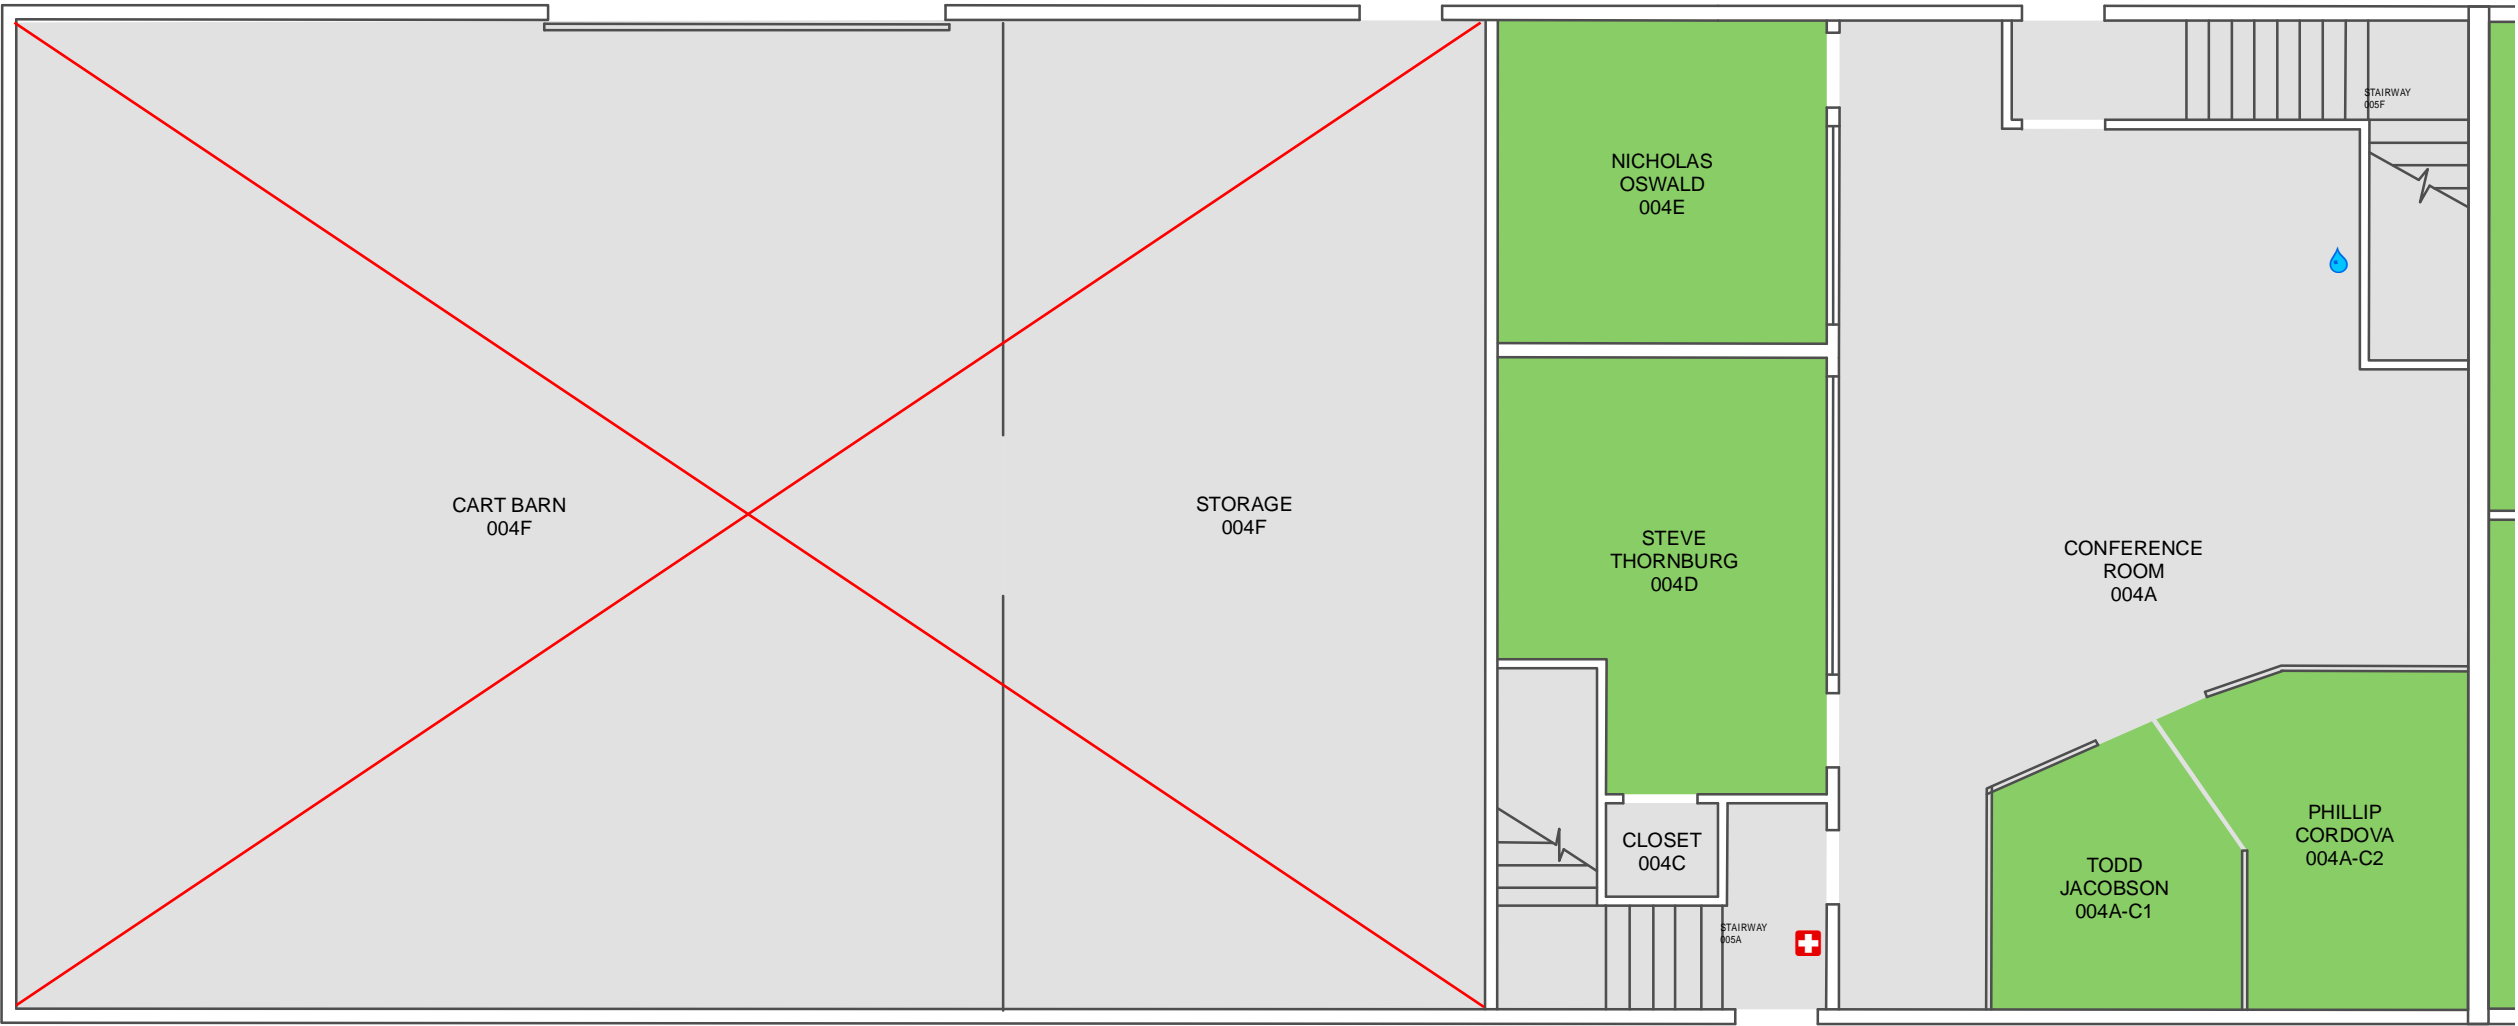 STAIRWAY
005F
NICHOLAS
OSWALD
004E
CART BARN
004F
STORAGE
004F
STEVE
THORNBURG
004D
CONFERENCE
ROOM
004A
CLOSET
004C
PHILLIP
CORDOVA
004A-C2
TODD
JACOBSON
004A-C1
STAIRWAY
005A